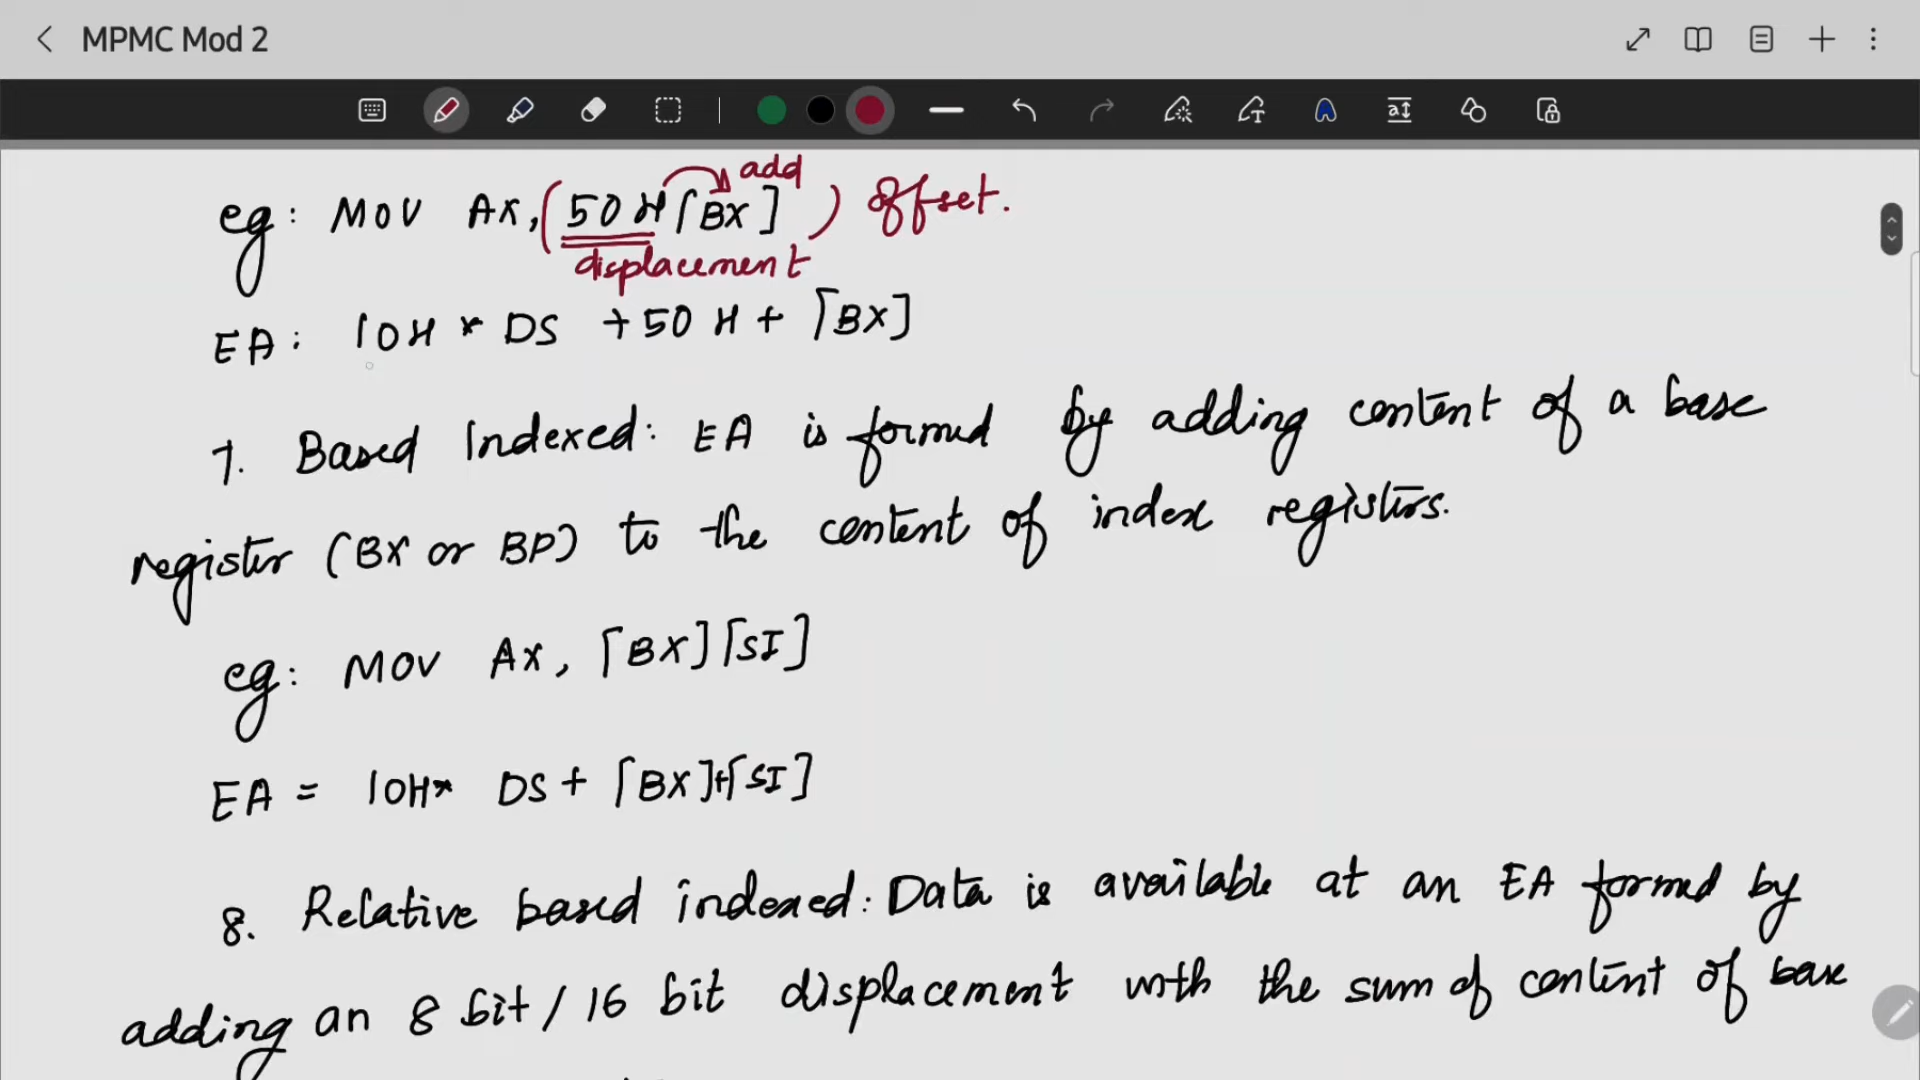 MPMC Mod 2
add
eg: MOV AX, (50 H [BX] ) offset.
displacement
EA: 10H * DS + 50 H + [BX]
7. Based Indexed: EA is formed by adding content of a base
register (BX or BP) to the content of index registers.
eg: MOV AX, [BX][SI]
EA = 10H* DS + [BX]+[SI]
8. Relative based indexed: Data is available at an EA formed by
adding an 8 bit/16 bit displacement with the sum of content of base